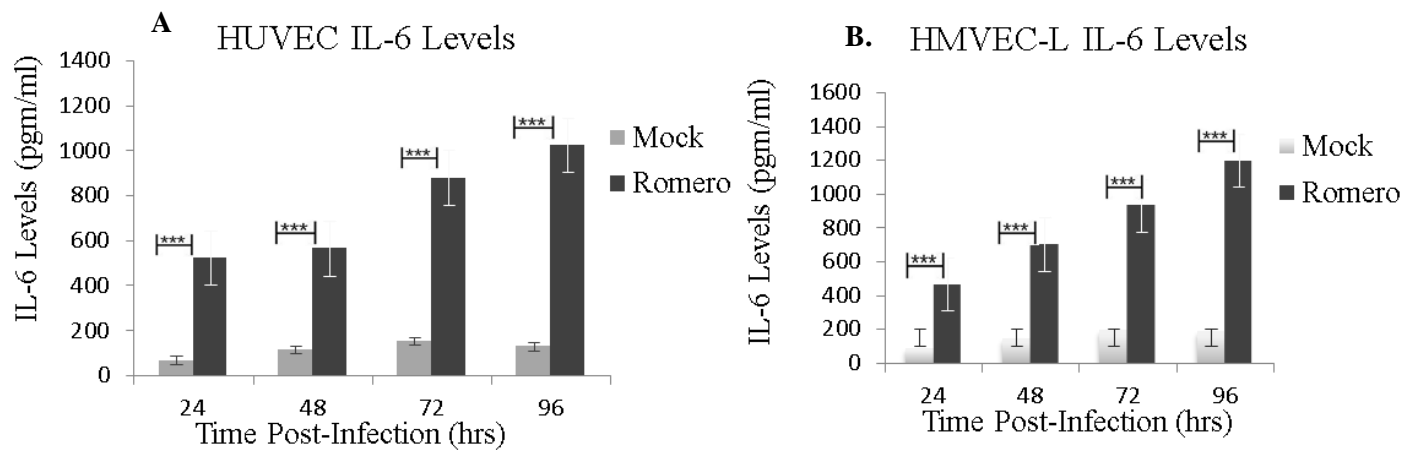 A
HUVEC IL-6 Levels
IL-6 Levels (pgm/ml)
1400
1200
1000
800
600
400
200
0
***
***
***
***
24 48 72 96
Time Post-Infection (hrs)
Mock
Romero
B. HMVEC-L IL-6 Levels
IL-6 Levels (pgm/ml)
1600
1400
1200
1000
800
600
400
200
0
***
***
***
***
24 48 72 96
Time Post-Infection (hrs)
Mock
Romero